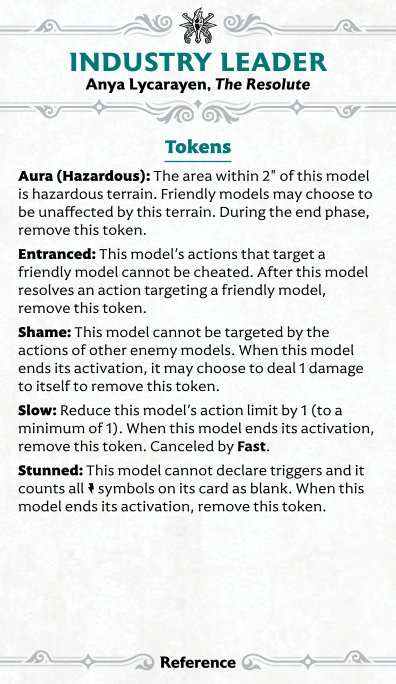 INDUSTRY LEADER
Anya Lycarayen, The Resolute
Tokens
Aura (Hazardous): The area within 2" of this model
is hazardous terrain. Friendly models may choose to
be unaffected by this terrain. During the end phase,
remove this token.
Entranced: This model's actions that target a
friendly model cannot be cheated. After this model
resolves an action targeting a friendly model,
remove this token.
Shame: This model cannot be targeted by the
actions of other enemy models. When this model
ends its activation, it may choose to deal 1 damage
to itself to remove this token.
Slow: Reduce this model's action limit by 1 (to a
minimum of 1). When this model ends its activation,
remove this token. Canceled by Fast.
Stunned: This model cannot declare triggers and it
counts all symbols on its card as blank. When this
model ends its activation, remove this token.
Reference